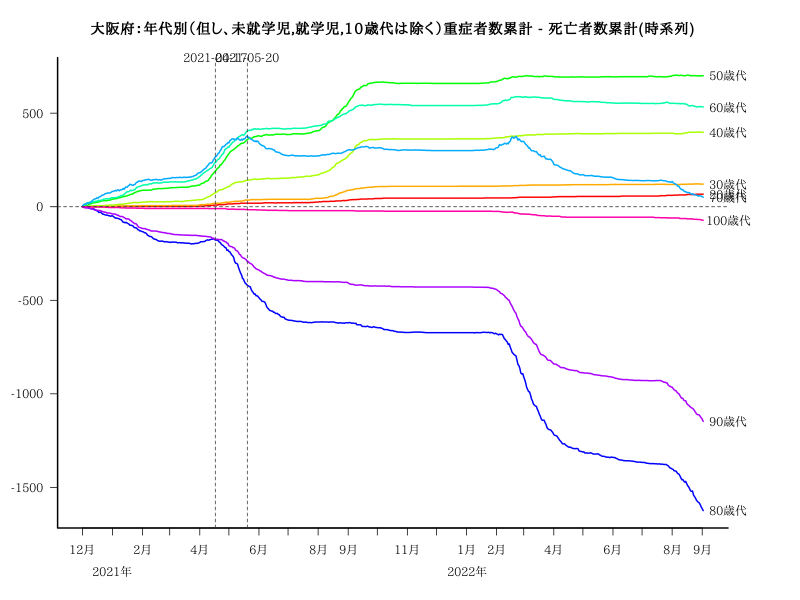 大阪府：年代別（但し、未就学児,就学児,10歳代は除く）重症者数累計 - 死亡者数累計(時系列)
2021-04-17
2021-05-20
50歳代
60歳代
40歳代
30歳代
70歳代
100歳代
90歳代
80歳代
500
0
-500
-1000
-1500
12月 2月 4月 6月 8月 9月 11月 1月 2月 4月 6月 8月 9月
2021年 2022年